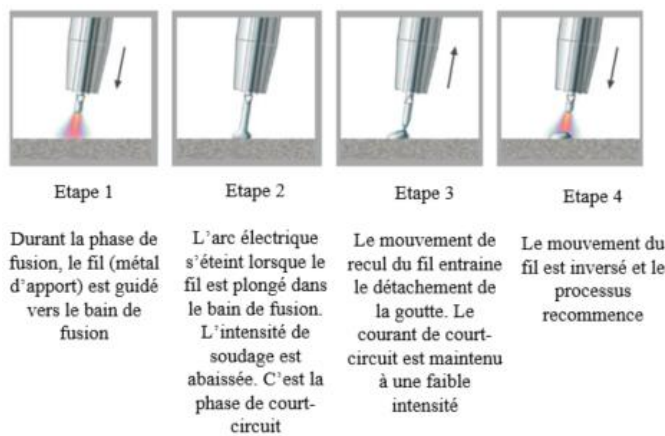 Etape 1
Durant la phase de
fusion, le fil (métal
d'apport) est guidé
vers le bain de
fusion
Etape 2
L'arc électrique
s'éteint lorsque le
fil est plongé dans
le bain de fusion.
L'intensité de
soudage est
abaissée. C'est la
phase de court-
circuit
Etape 3
Le mouvement de
recul du fil entraine
le détachement de
la goutte. Le
courant de court-
circuit est maintenu
à une faible
intensité
Etape 4
Le mouvement du
fil est inversé et le
processus
recommence